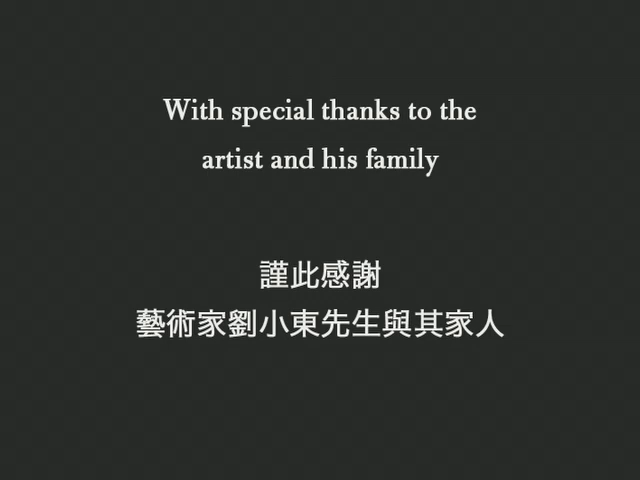 With special thanks to the
artist and his family
謹此感謝
藝術家劉小東先生與其家人